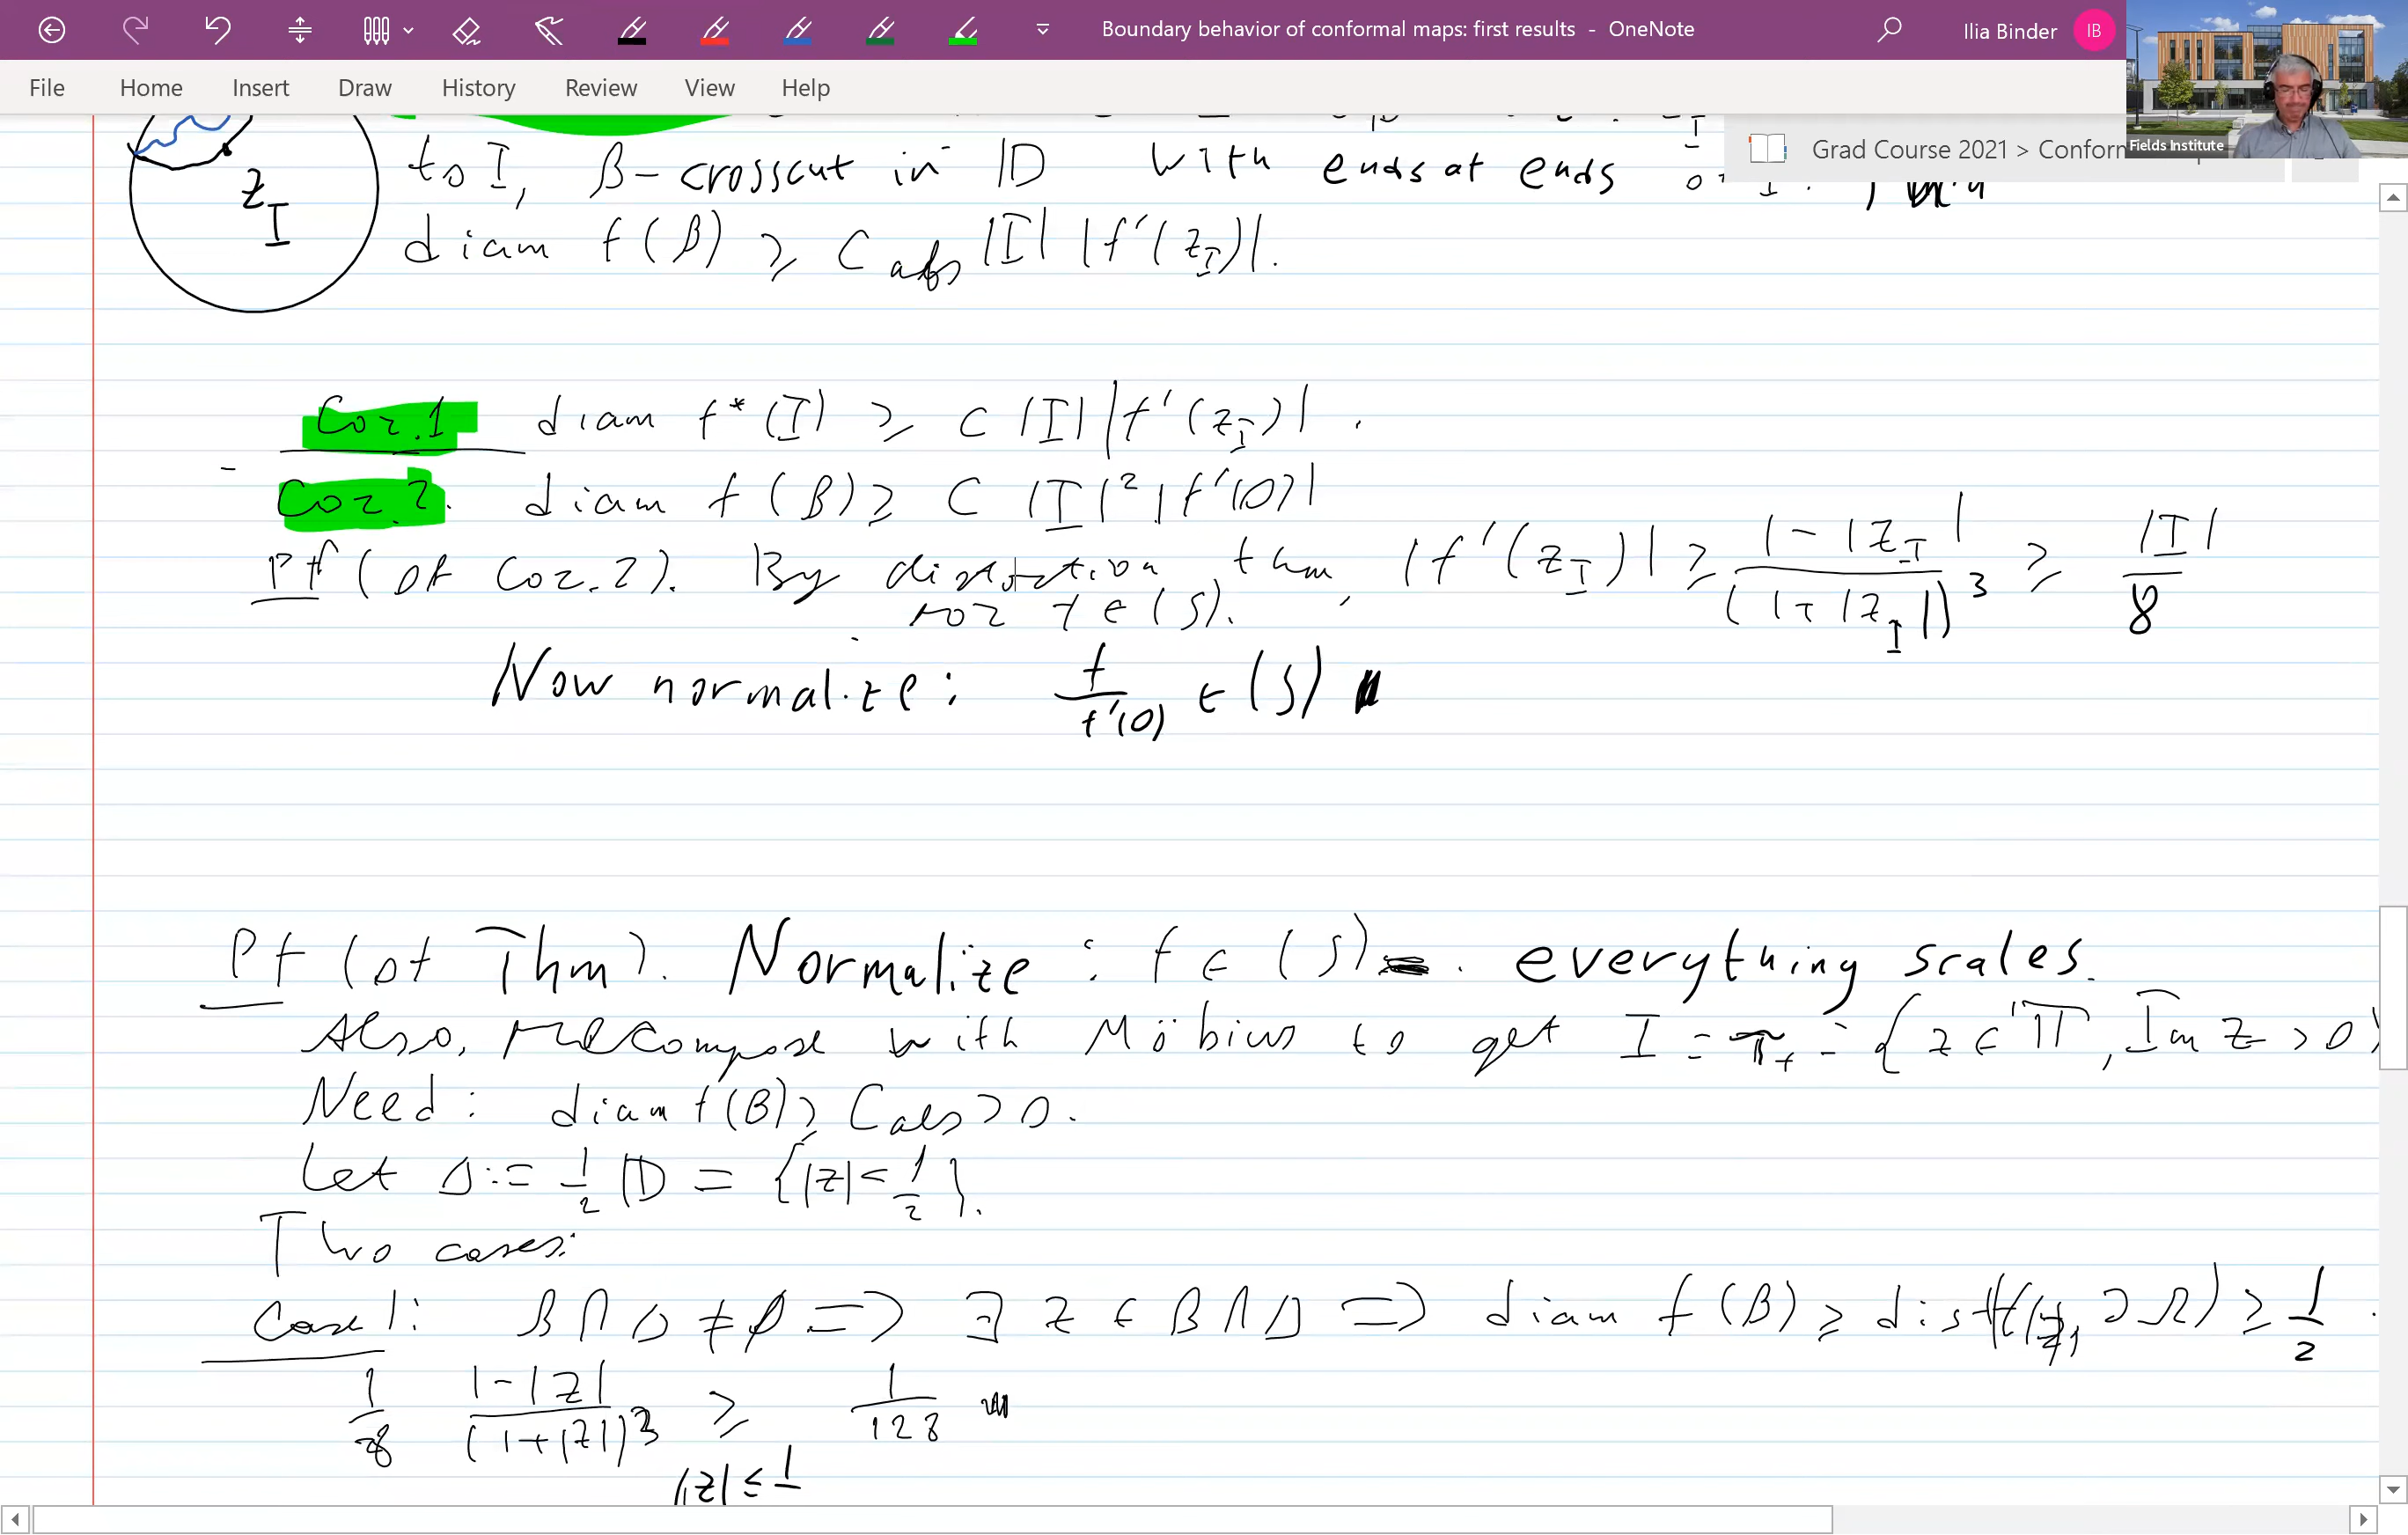 Boundary behavior of conformal maps: first results - OneNote
Ilia Binder IB
File Home Insert Draw History Review View Help
Grad Course 2021 > Conform
Fields Institute
to I, β-crosscut in D with ends at ends
z_I
diam f(β) ≥ C_abs |I| |f'(z_I)|.
Coz.1 diam f*(I) ≥ C |I| |f'(z_I)|.
Coz.2. diam f(β) ≥ C |I|² |f'(0)|
Pf (of Coz.2). By distortion thm, |f'(z_I)| ≥ (1-|z_I|)/(1+|z_I|)³ ≥ |I|/8
for f ∈ (S).
Now normalize: f/f'(0) ∈ (S)
Pf (of Thm). Normalize: f ∈ (S). everything scales.
Also, precompose with Möbius to get I = π₊ = {z ∈ Π, Im z > 0}
Need: diam f(β) ≥ C_abs > 0.
Let Δ := 1/2 D = {|z| < 1/2}.
Two cases:
Case 1: β ∩ Δ ≠ ∅ => ∃ z ∈ β ∩ Δ => diam f(β) ≥ dist(f(z), ∂Ω) ≥ 1/2.
1/8 (1-|z|)/(1+|z|)³ ≥ 1/128
|z| ≤ 1